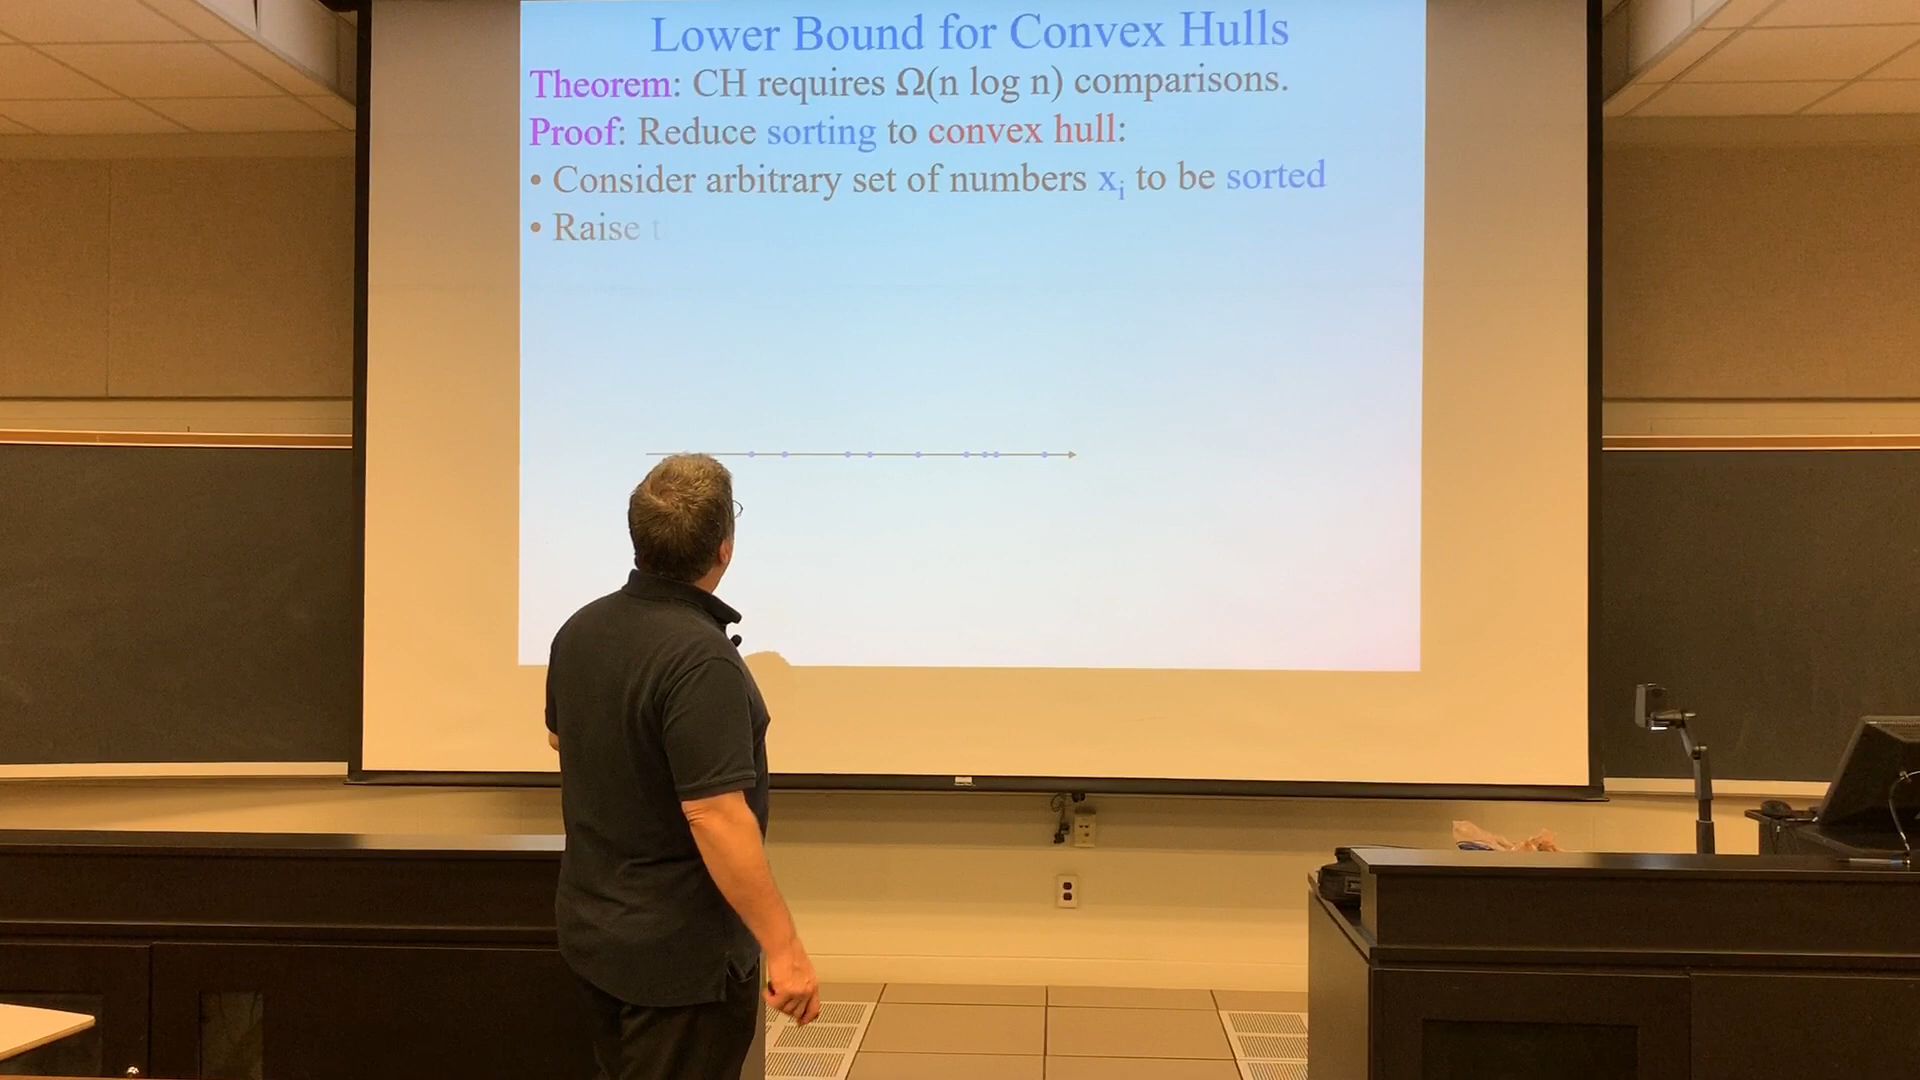 Lower Bound for Convex Hulls
Theorem: CH requires Ω(n log n) comparisons.
Proof: Reduce sorting to convex hull:
• Consider arbitrary set of numbers xᵢ to be sorted
• Raise t